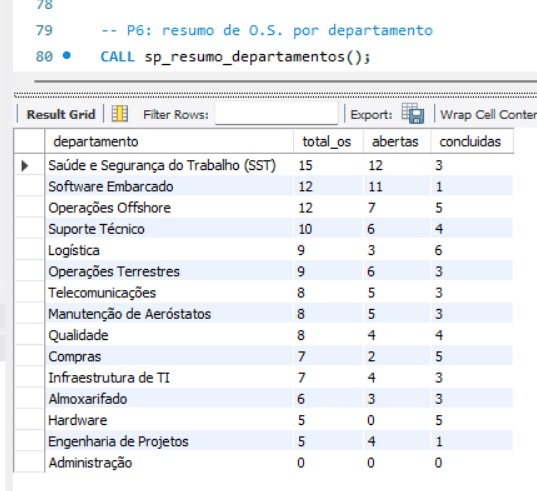 78
79 -- P6: resumo de O.S. por departamento
80 CALL sp_resumo_departamentos();
Result Grid Filter Rows: Export: Wrap Cell Conten
departamento total_os abertas concluidas
Saúde e Segurança do Trabalho (SST) 15 12 3
Software Embarcado 12 11 1
Operações Offshore 12 7 5
Suporte Técnico 10 6 4
Logística 9 3 6
Operações Terrestres 9 6 3
Telecomunicações 8 5 3
Manutenção de Aeróstatos 8 5 3
Qualidade 8 4 4
Compras 7 2 5
Infraestrutura de TI 7 4 3
Almoxarifado 6 3 3
Hardware 5 0 5
Engenharia de Projetos 5 4 1
Administração 0 0 0